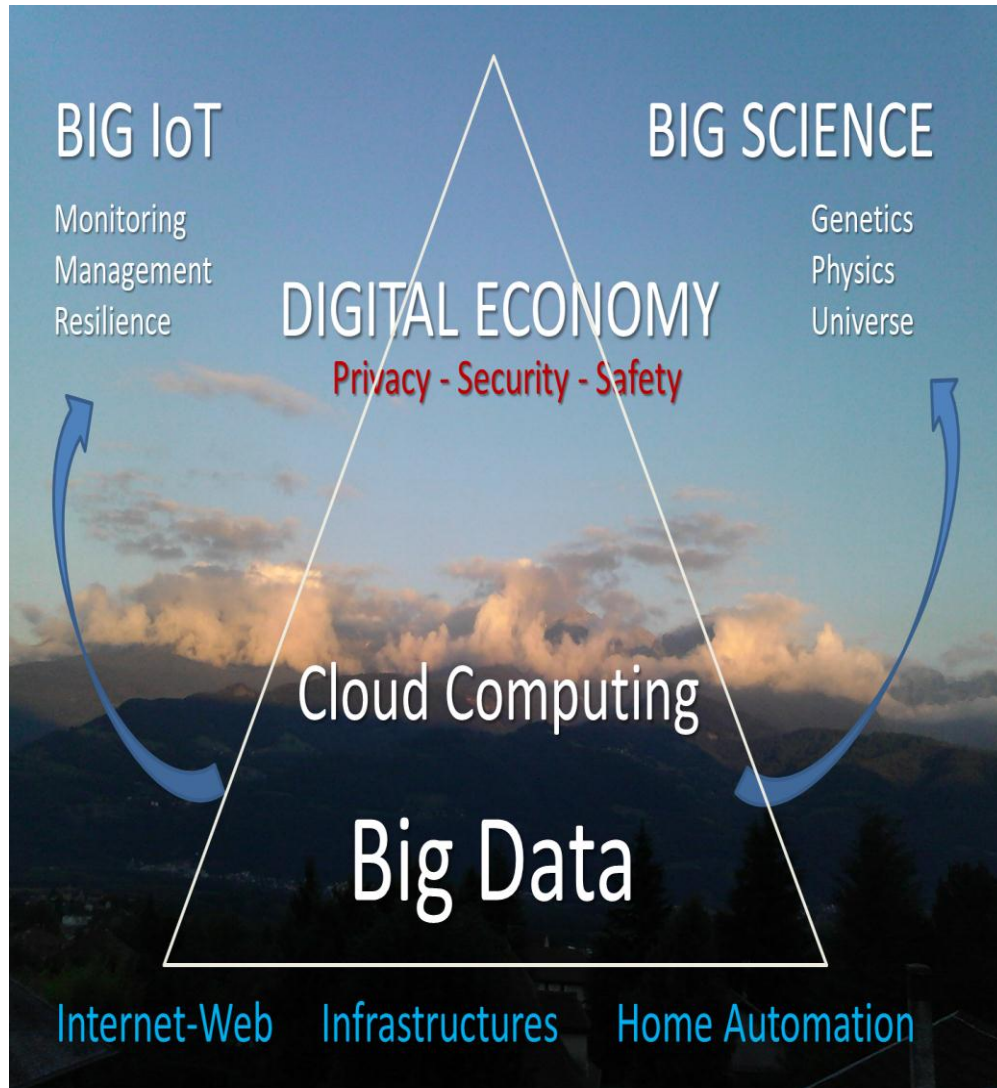 BIG IoT
Monitoring
Management
Resilience
BIG SCIENCE
Genetics
Physics
Universe
DIGITAL ECONOMY
Privacy - Security - Safety
Cloud Computing
Big Data
Internet-Web
Infrastructures
Home Automation